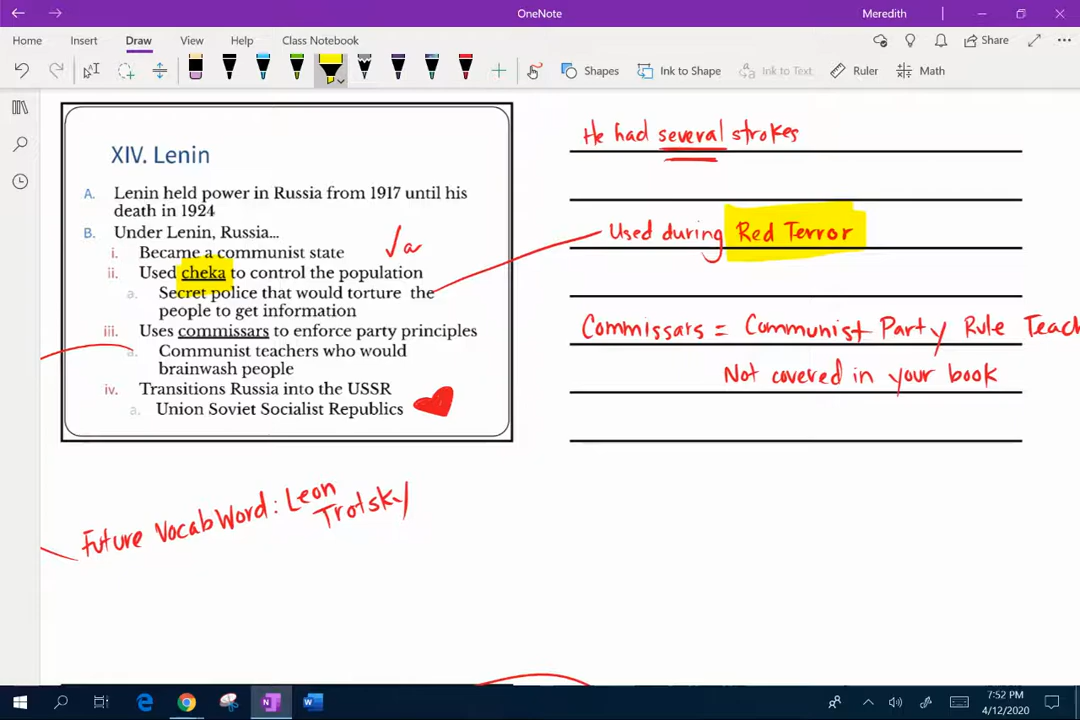 OneNote
Meredith
Home Insert Draw View Help Class Notebook
Share
Shapes Ink to Shape Ink to Text Ruler Math
XIV. Lenin
A. Lenin held power in Russia from 1917 until his
death in 1924
B. Under Lenin, Russia...
i. Became a communist state
√a
ii. Used cheka to control the population
a. Secret police that would torture the
people to get information
iii. Uses commissars to enforce party principles
a. Communist teachers who would
brainwash people
iv. Transitions Russia into the USSR
a. Union Soviet Socialist Republics
He had several strokes
Used during Red Terror
Commissars = Communist Party Rule Teach
Not covered in your book
Future Vocab Word: Leon
Trotsky
7:52 PM
4/12/2020